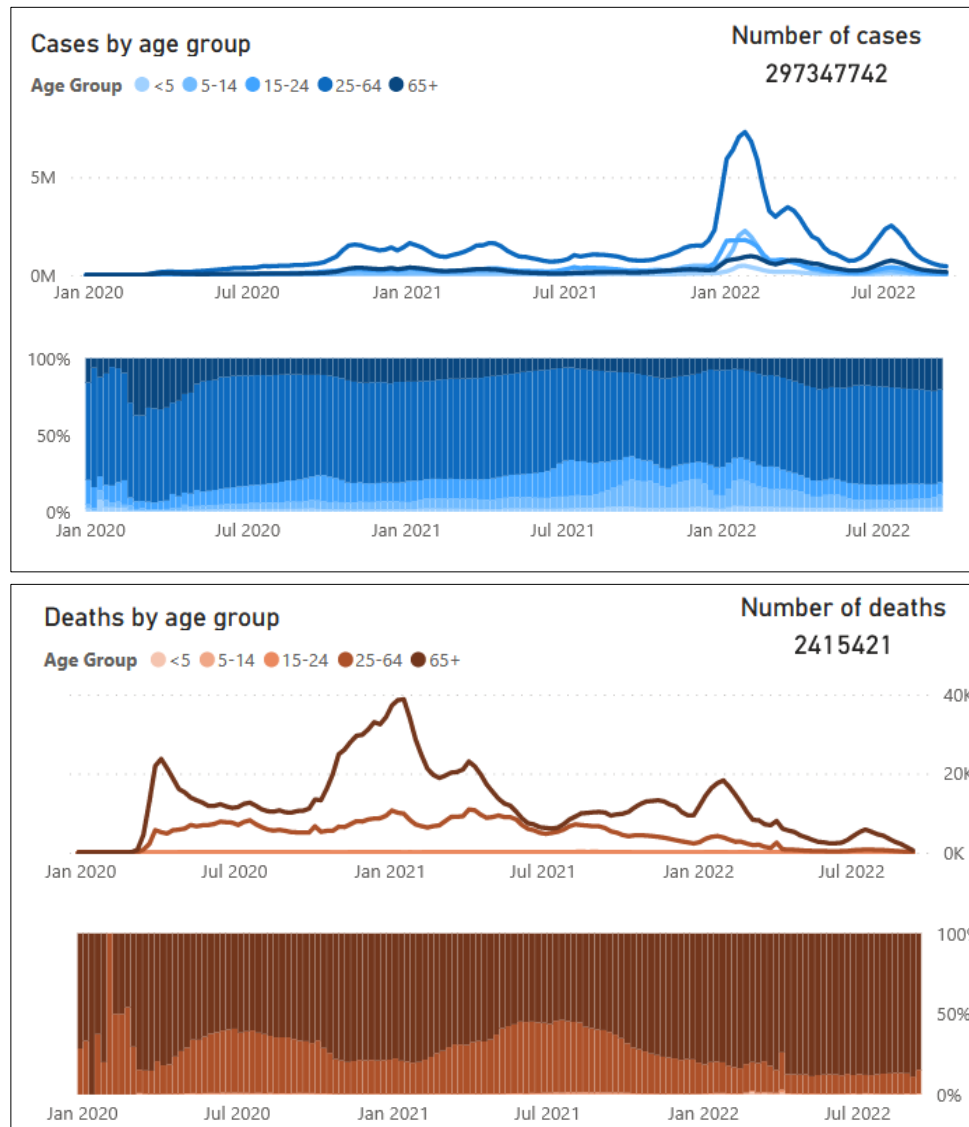 Cases by age group
Number of cases
297347742
Age Group <5 5-14 15-24 25-64 65+
5M
0M
Jan 2020 Jul 2020 Jan 2021 Jul 2021 Jan 2022 Jul 2022
100%
50%
0%
Jan 2020 Jul 2020 Jan 2021 Jul 2021 Jan 2022 Jul 2022
Deaths by age group
Number of deaths
2415421
Age Group <5 5-14 15-24 25-64 65+
40K
20K
0K
Jan 2020 Jul 2020 Jan 2021 Jul 2021 Jan 2022 Jul 2022
100%
50%
0%
Jan 2020 Jul 2020 Jan 2021 Jul 2021 Jan 2022 Jul 2022